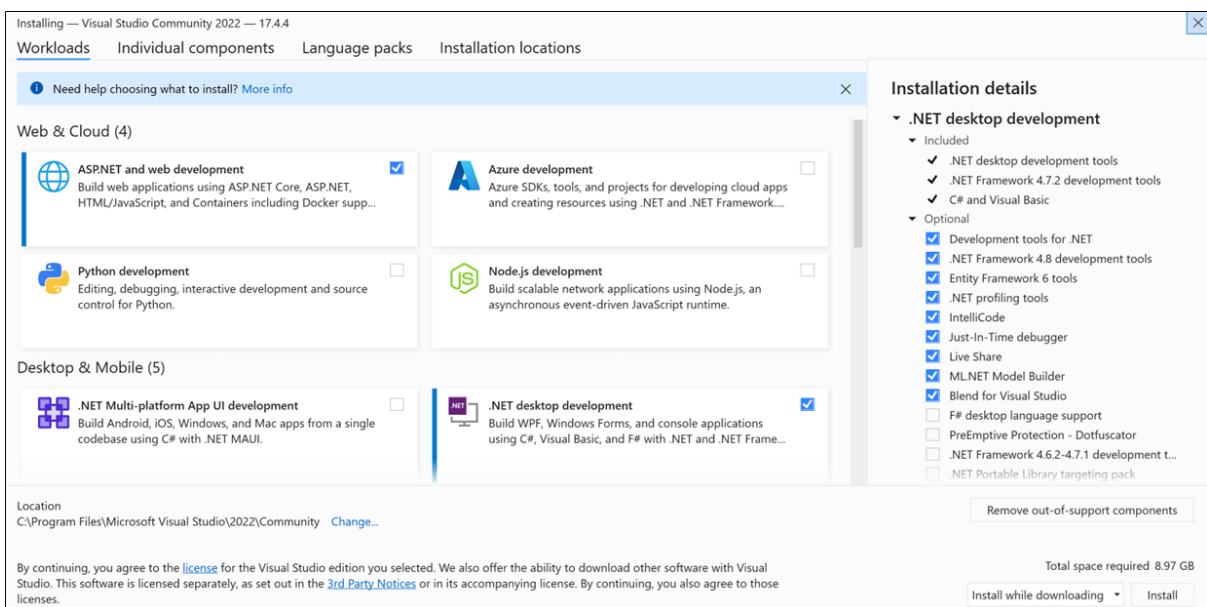 Installing — Visual Studio Community 2022 — 17.4.4
Workloads
Individual components
Language packs
Installation locations
Need help choosing what to install? More info
Web & Cloud (4)
ASP.NET and web development
Build web applications using ASP.NET Core, ASP.NET,
HTML/JavaScript, and Containers including Docker supp...
Azure development
Azure SDKs, tools, and projects for developing cloud apps
and creating resources using .NET and .NET Framework....
Python development
Editing, debugging, interactive development and source
control for Python.
JS
Node.js development
Build scalable network applications using Node.js, an
asynchronous event-driven JavaScript runtime.
Desktop & Mobile (5)
.NET Multi-platform App UI development
Build Android, iOS, Windows, and Mac apps from a single
codebase using C# with .NET MAUI.
.NET
.NET desktop development
Build WPF, Windows Forms, and console applications
using C#, Visual Basic, and F# with .NET and .NET Frame...
Installation details
.NET desktop development
Included
.NET desktop development tools
.NET Framework 4.7.2 development tools
C# and Visual Basic
Optional
Development tools for .NET
.NET Framework 4.8 development tools
Entity Framework 6 tools
.NET profiling tools
IntelliCode
Just-In-Time debugger
Live Share
ML.NET Model Builder
Blend for Visual Studio
F# desktop language support
PreEmptive Protection - Dotfuscator
.NET Framework 4.6.2-4.7.1 development t...
.NET Portable Library targeting pack
Location
C:\Program Files\Microsoft Visual Studio\2022\Community Change...
Remove out-of-support components
By continuing, you agree to the license for the Visual Studio edition you selected. We also offer the ability to download other software with Visual
Studio. This software is licensed separately, as set out in the 3rd Party Notices or in its accompanying license. By continuing, you also agree to those
licenses.
Total space required 8.97 GB
Install while downloading
Install